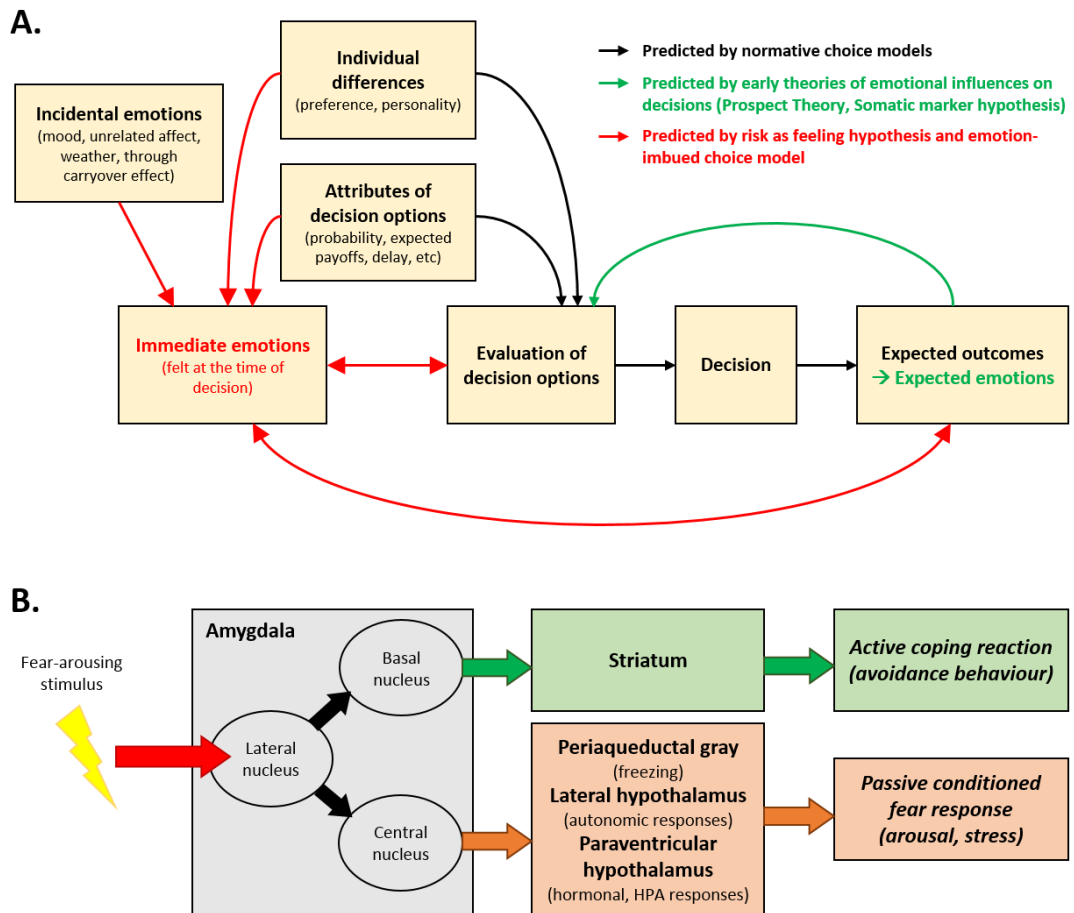 A.
Incidental emotions
(mood, unrelated affect,
weather, through
carryover effect)
Individual
differences
(preference, personality)
Attributes of
decision options
(probability, expected
payoffs, delay, etc)
Predicted by normative choice models
Predicted by early theories of emotional influences on
decisions (Prospect Theory, Somatic marker hypothesis)
Predicted by risk as feeling hypothesis and emotion-
imbued choice model
Immediate emotions
(felt at the time of
decision)
Evaluation of
decision options
Decision
Expected outcomes
→ Expected emotions
B.
Fear-arousing
stimulus
Amygdala
Lateral
nucleus
Basal
nucleus
Central
nucleus
Striatum
Active coping reaction
(avoidance behaviour)
Periaqueductal gray
(freezing)
Lateral hypothalamus
(autonomic responses)
Paraventricular
hypothalamus
(hormonal, HPA responses)
Passive conditioned
fear response
(arousal, stress)